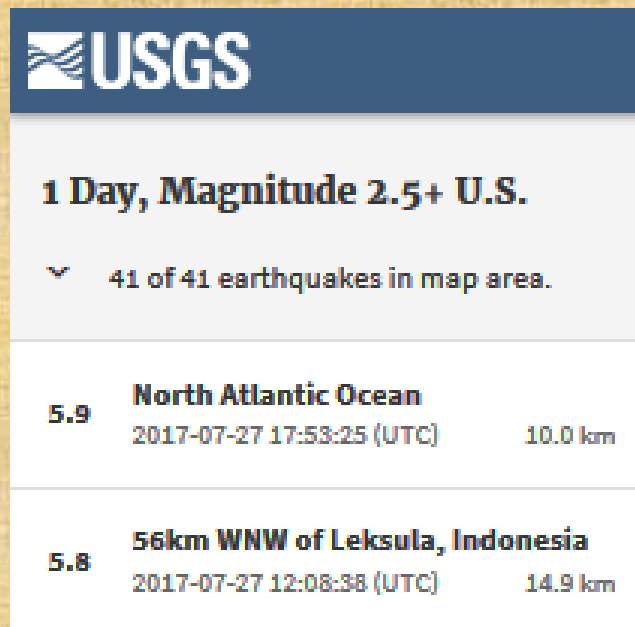 USGS
1 Day, Magnitude 2.5+ U.S.
41 of 41 earthquakes in map area.
5.9 North Atlantic Ocean
2017-07-27 17:53:25 (UTC) 10.0 km
5.8 56km WNW of Leksula, Indonesia
2017-07-27 12:08:38 (UTC) 14.9 km